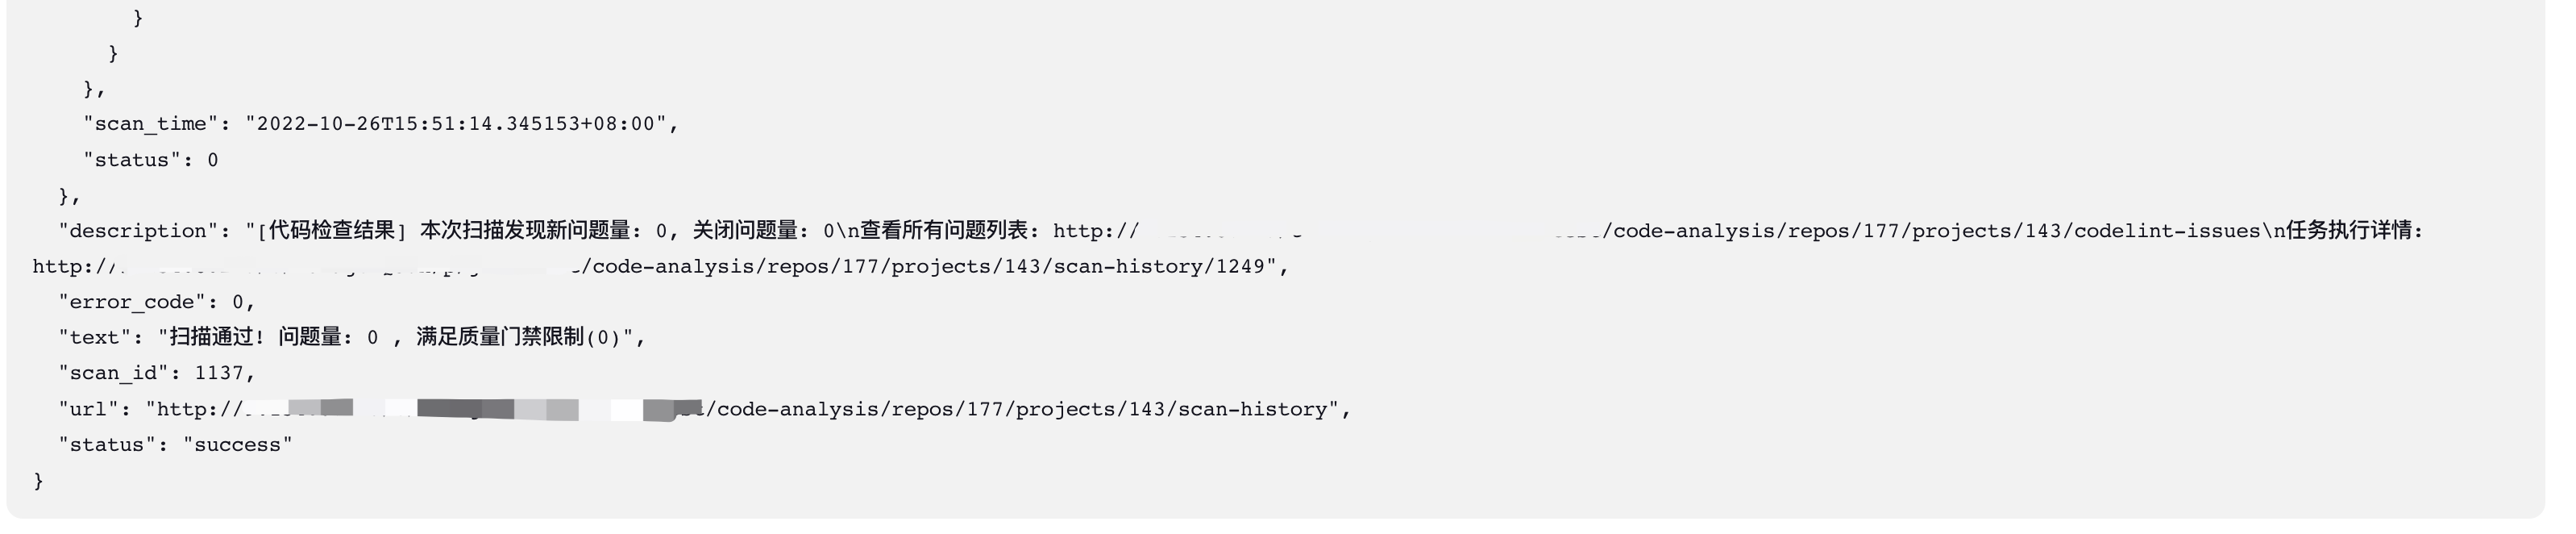 }
}
},
"scan_time": "2022-10-26T15:51:14.345153+08:00",
"status": 0
},
"description": "[代码检查结果] 本次扫描发现新问题量: 0, 关闭问题量: 0\n查看所有问题列表: http:// /code-analysis/repos/177/projects/143/codelint-issues\n任务执行详情:
http:// /code-analysis/repos/177/projects/143/scan-history/1249",
"error_code": 0,
"text": "扫描通过! 问题量: 0 , 满足质量门禁限制(0)",
"scan_id": 1137,
"url": "http:// /code-analysis/repos/177/projects/143/scan-history",
"status": "success"
}